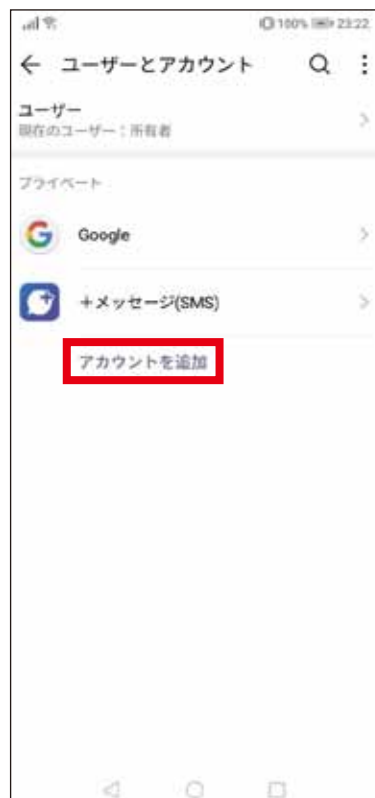 100% 23:22
ユーザーとアカウント
ユーザー
現在のユーザー：所有者
プライベート
Google
+メッセージ(SMS)
アカウントを追加